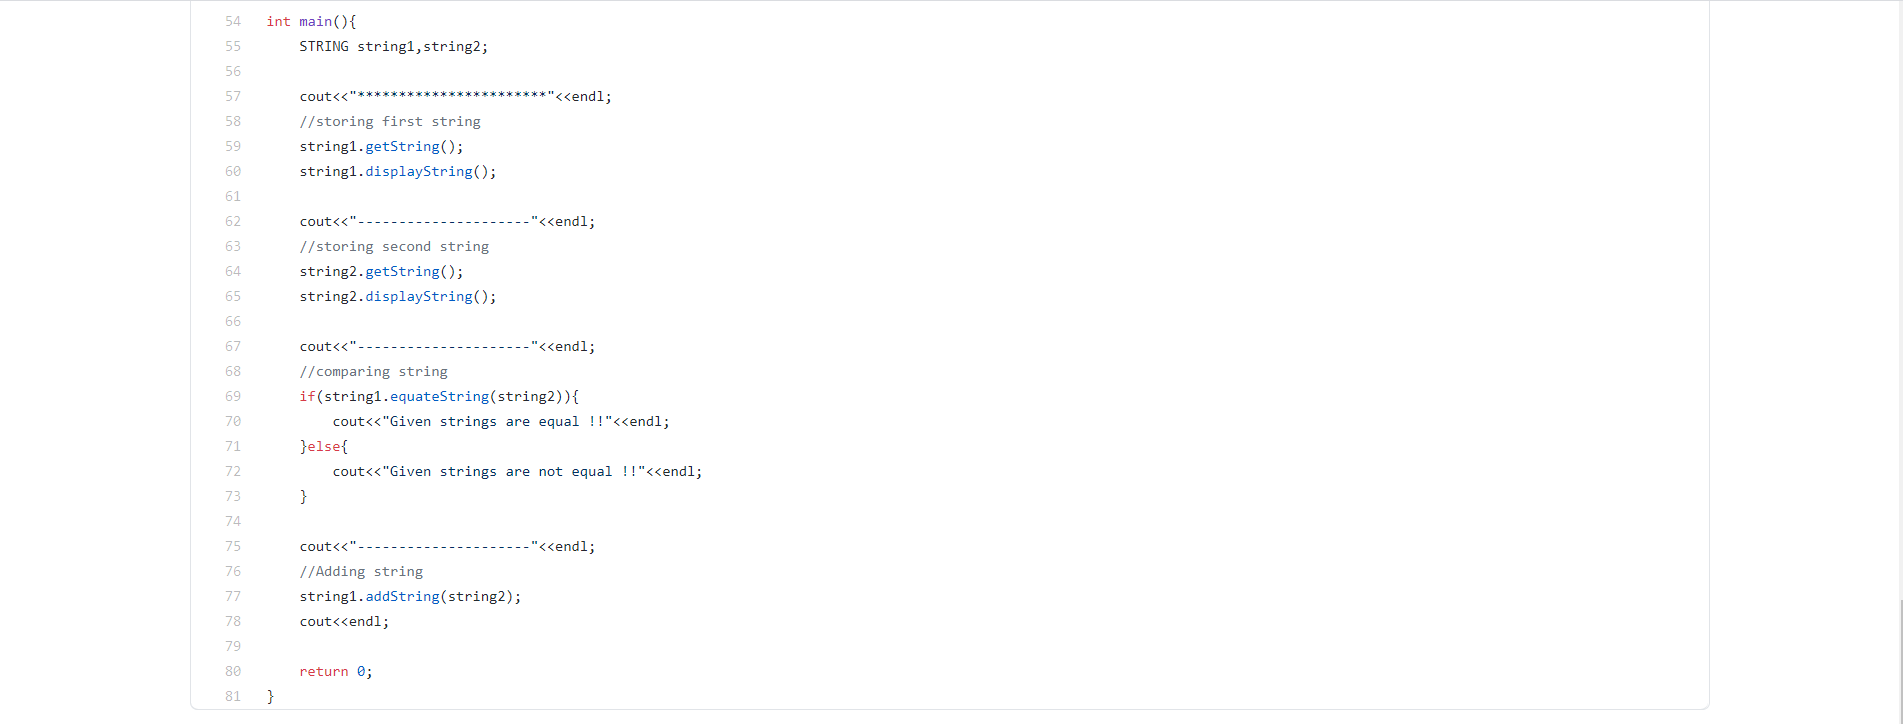 54 int main(){
55 STRING string1,string2;
56
57 cout<<"***********************"<<endl;
58 //storing first string
59 string1.getString();
60 string1.displayString();
61
62 cout<<"---------------------"<<endl;
63 //storing second string
64 string2.getString();
65 string2.displayString();
66
67 cout<<"---------------------"<<endl;
68 //comparing string
69 if(string1.equateString(string2)){
70 cout<<"Given strings are equal !!"<<endl;
71 }else{
72 cout<<"Given strings are not equal !!"<<endl;
73 }
74
75 cout<<"---------------------"<<endl;
76 //Adding string
77 string1.addString(string2);
78 cout<<endl;
79
80 return 0;
81 }